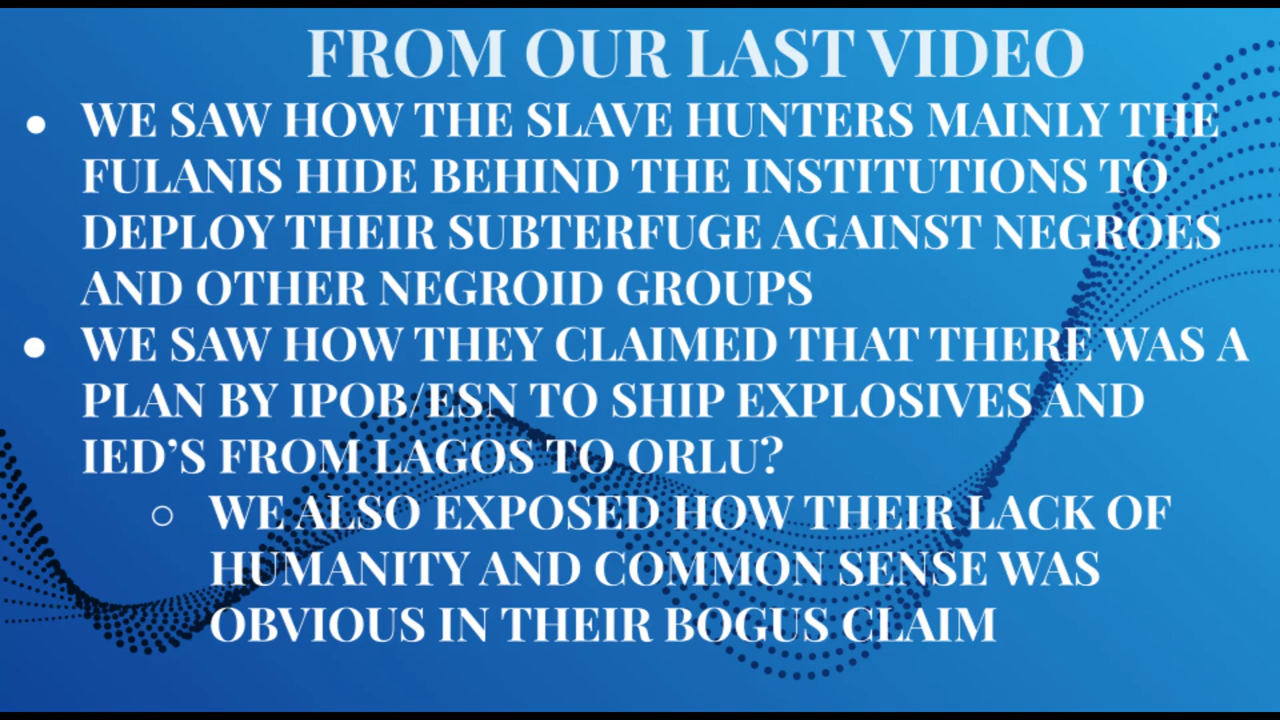 FROM OUR LAST VIDEO
● WE SAW HOW THE SLAVE HUNTERS MAINLY THE
FULANIS HIDE BEHIND THE INSTITUTIONS TO
DEPLOY THEIR SUBTERFUGE AGAINST NEGROES
AND OTHER NEGROID GROUPS
● WE SAW HOW THEY CLAIMED THAT THERE WAS A
PLAN BY IPOB/ESN TO SHIP EXPLOSIVES AND
IED’S FROM LAGOS TO ORLU?
○ WE ALSO EXPOSED HOW THEIR LACK OF
HUMANITY AND COMMON SENSE WAS
OBVIOUS IN THEIR BOGUS CLAIM